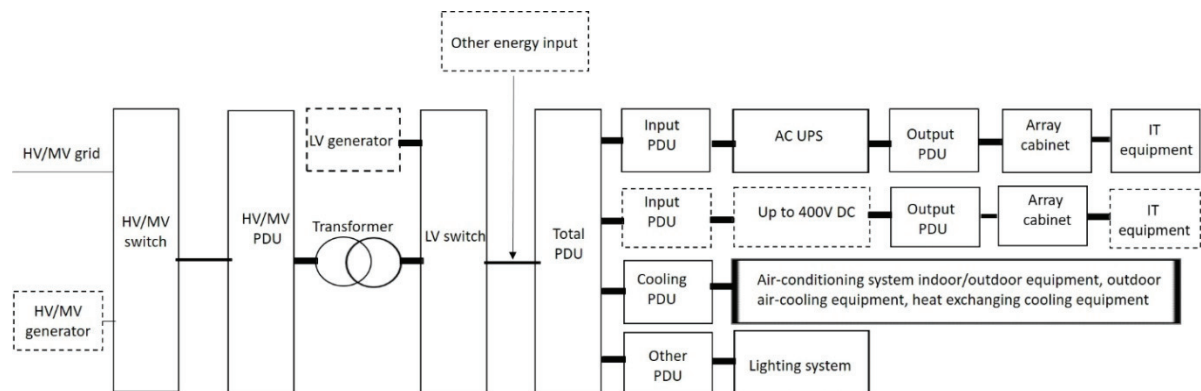 Other energy input
HV/MV grid
HV/MV
generator
HV/MV
switch
HV/MV
PDU
LV generator
Transformer
LV switch
Total
PDU
Input
PDU
AC UPS
Output
PDU
Array
cabinet
IT
equipment
Input
PDU
Up to 400V DC
Output
PDU
Array
cabinet
IT
equipment
Cooling
PDU
Air-conditioning system indoor/outdoor equipment, outdoor
air-cooling equipment, heat exchanging cooling equipment
Other
PDU
Lighting system